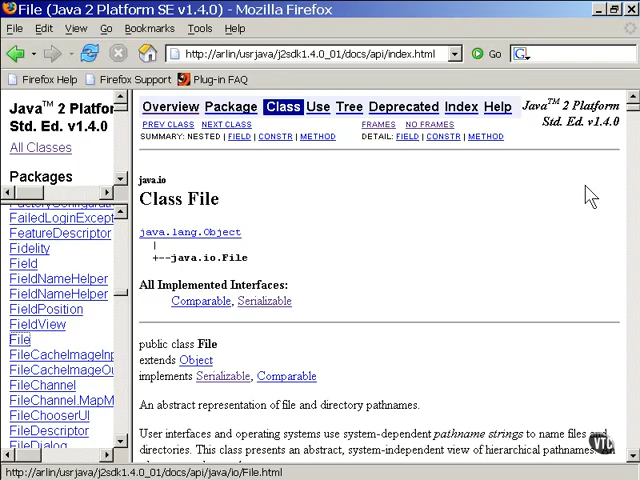 File (Java 2 Platform SE v1.4.0) - Mozilla Firefox
File Edit View Go Bookmarks Tools Help
http://arlin/usrjava/j2sdk1.4.0_01/docs/api/index.html Go G
Firefox Help Firefox Support Plug-in FAQ
Java™ 2 Platfor
Std. Ed. v1.4.0
All Classes
Packages
FailedLoginExcept
FeatureDescriptor
Fidelity
Field
FieldNameHelper
FieldNameHelper
FieldPosition
FieldView
File
FileCacheImageInp
FileCacheImageOu
FileChannel
FileChannel.MapM
FileChooserUI
FileDescriptor
FileDialog
Overview Package Class Use Tree Deprecated Index Help
Java™ 2 Platform
Std. Ed. v1.4.0
PREV CLASS NEXT CLASS FRAMES NO FRAMES
SUMMARY: NESTED | FIELD | CONSTR | METHOD DETAIL: FIELD | CONSTR | METHOD
java.io
Class File
java.lang.Object
|
+--java.io.File
All Implemented Interfaces:
Comparable, Serializable
public class File
extends Object
implements Serializable, Comparable
An abstract representation of file and directory pathnames.
User interfaces and operating systems use system-dependent pathname strings to name files and
directories. This class presents an abstract, system-independent view of hierarchical pathnames. An
VTC
http://arlin/usrjava/j2sdk1.4.0_01/docs/api/java/io/File.html